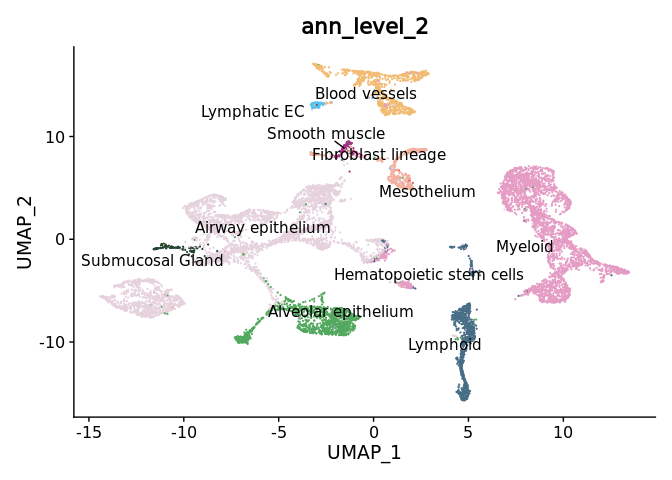 ann_level_2
Blood vessels
Lymphatic EC
Smooth muscle
Fibroblast lineage
Mesothelium
Airway epithelium
Submucosal Gland
Myeloid
Hematopoietic stem cells
Alveolar epithelium
Lymphoid
UMAP_2
10
0
-10
-15
-10
-5
0
5
10
UMAP_1